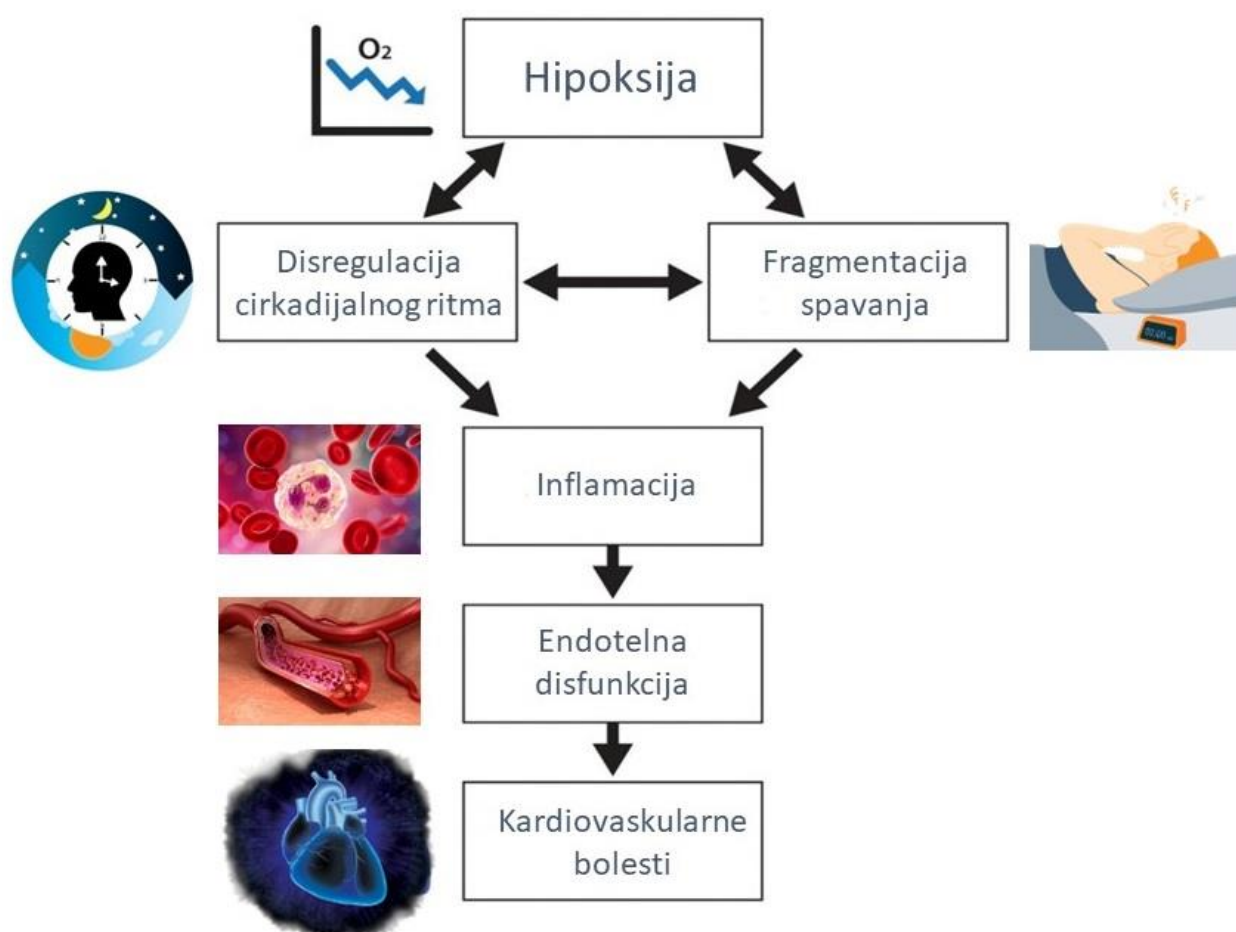 O₂
Hipoksija
Disregulacija
cirkadijalnog ritma
Fragmentacija
spavanja
Inflamacija
Endotelna
disfunkcija
Kardiovaskularne
bolesti